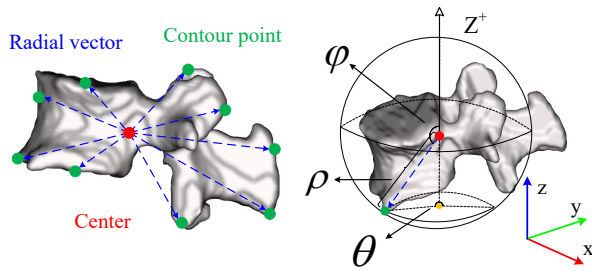 Radial vector
Contour point
Center
Z⁺
φ
ρ
θ
z
y
x